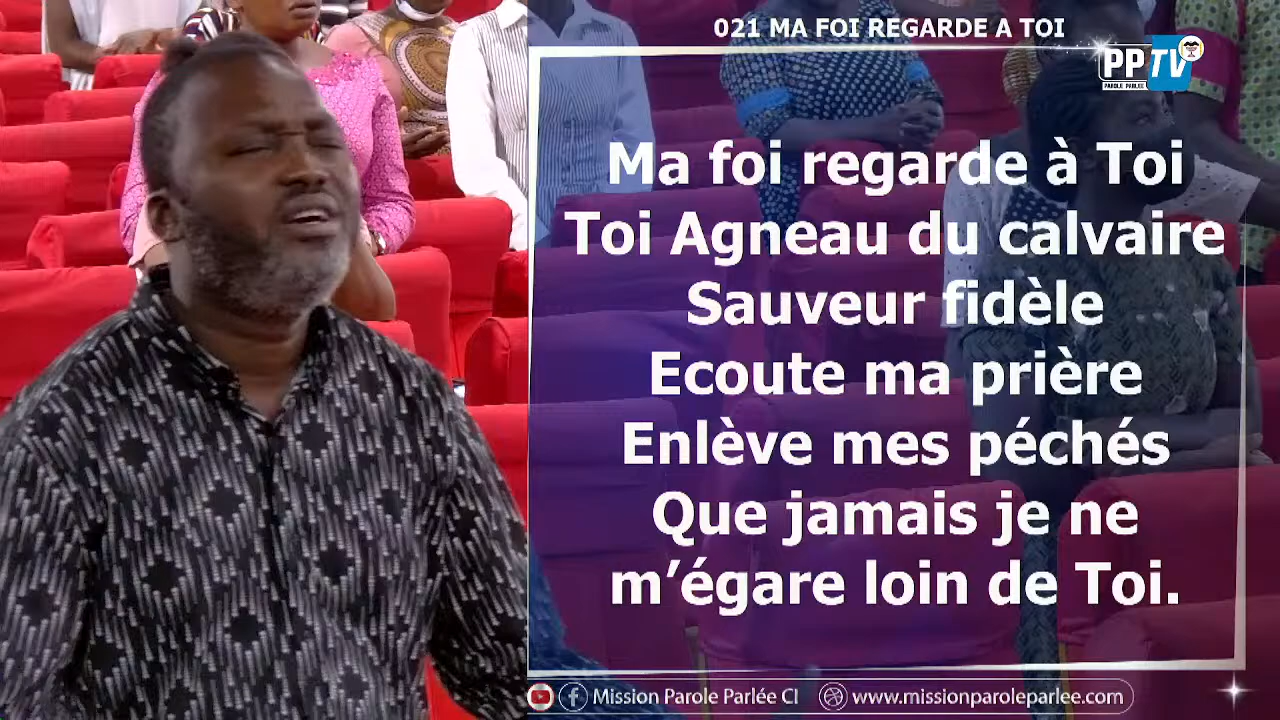 021 MA FOI REGARDE A TOI
PPTV
PAROLE PARLEE
Ma foi regarde à Toi
Toi Agneau du calvaire
Sauveur fidèle
Ecoute ma prière
Enlève mes péchés
Que jamais je ne
m’égare loin de Toi.
Mission Parole Parlée CI
www.missionparoleparlee.com